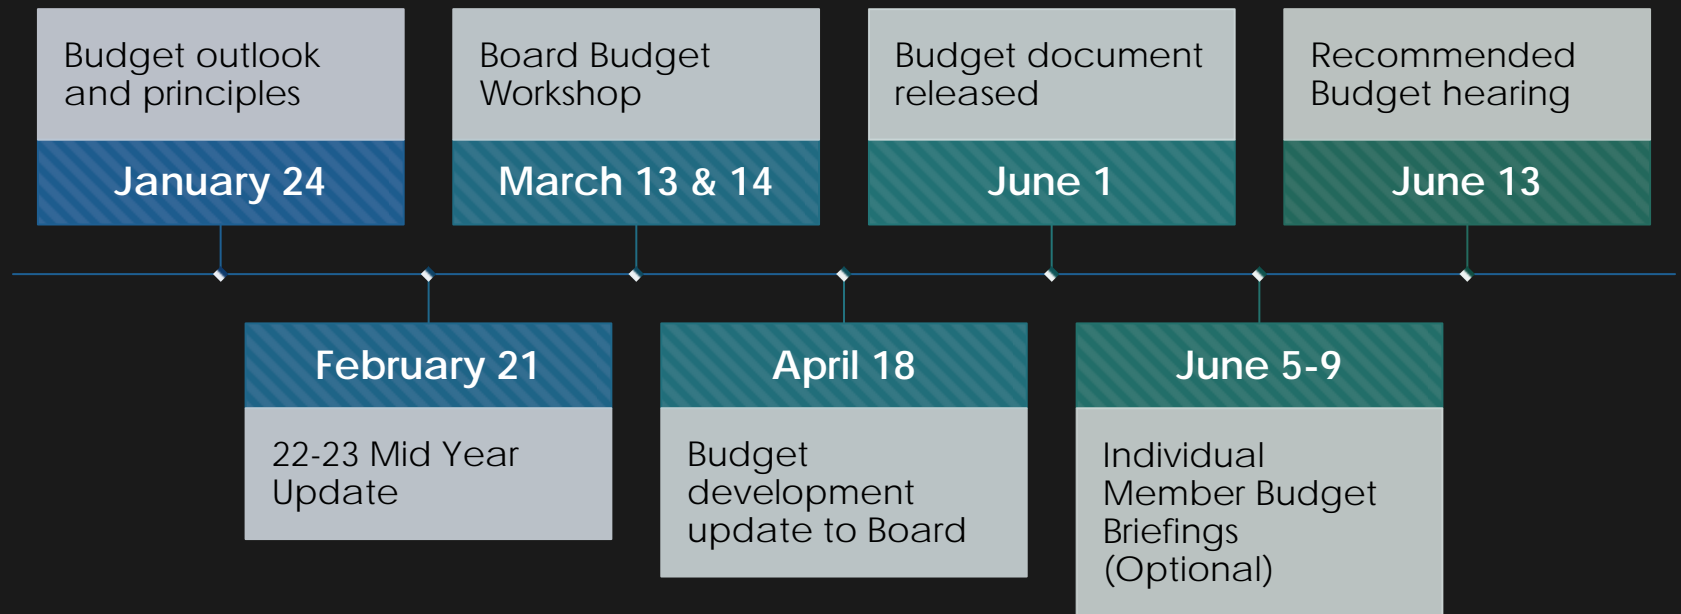 Budget outlook
and principles
January 24
Board Budget
Workshop
March 13 & 14
Budget document
released
June 1
Recommended
Budget hearing
June 13
February 21
22-23 Mid Year
Update
April 18
Budget
development
update to Board
June 5-9
Individual
Member Budget
Briefings
(Optional)